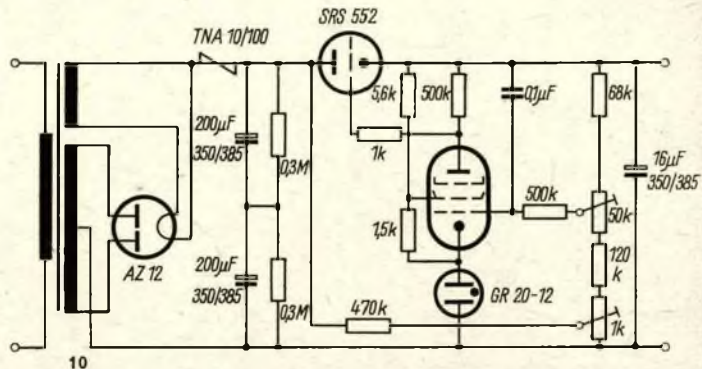 SRS 552
TNA 10/100
5,6k
500k
0,1µF
68k
200µF
350/385
0,3M
1k
16µF
350/385
500k
50k
1,5k
AZ 12
200µF
350/385
0,3M
GR 20-12
120
k
470k
1k
10